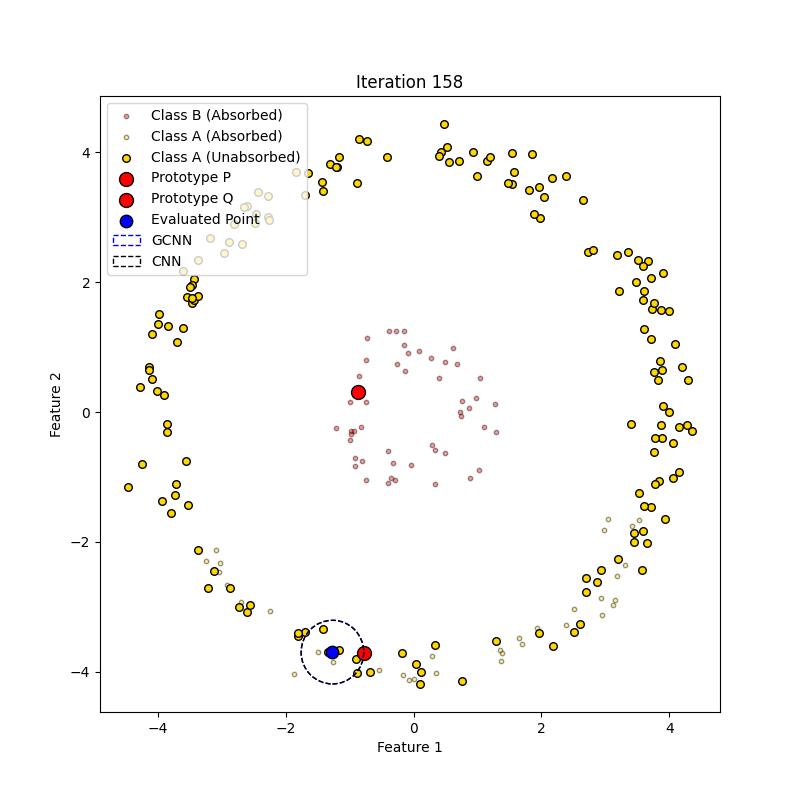 Iteration 158
Class B (Absorbed)
Class A (Absorbed)
Class A (Unabsorbed)
Prototype P
Prototype Q
Evaluated Point
GCNN
CNN
4
2
0
−2
−4
Feature 2
−4
−2
0
2
4
Feature 1